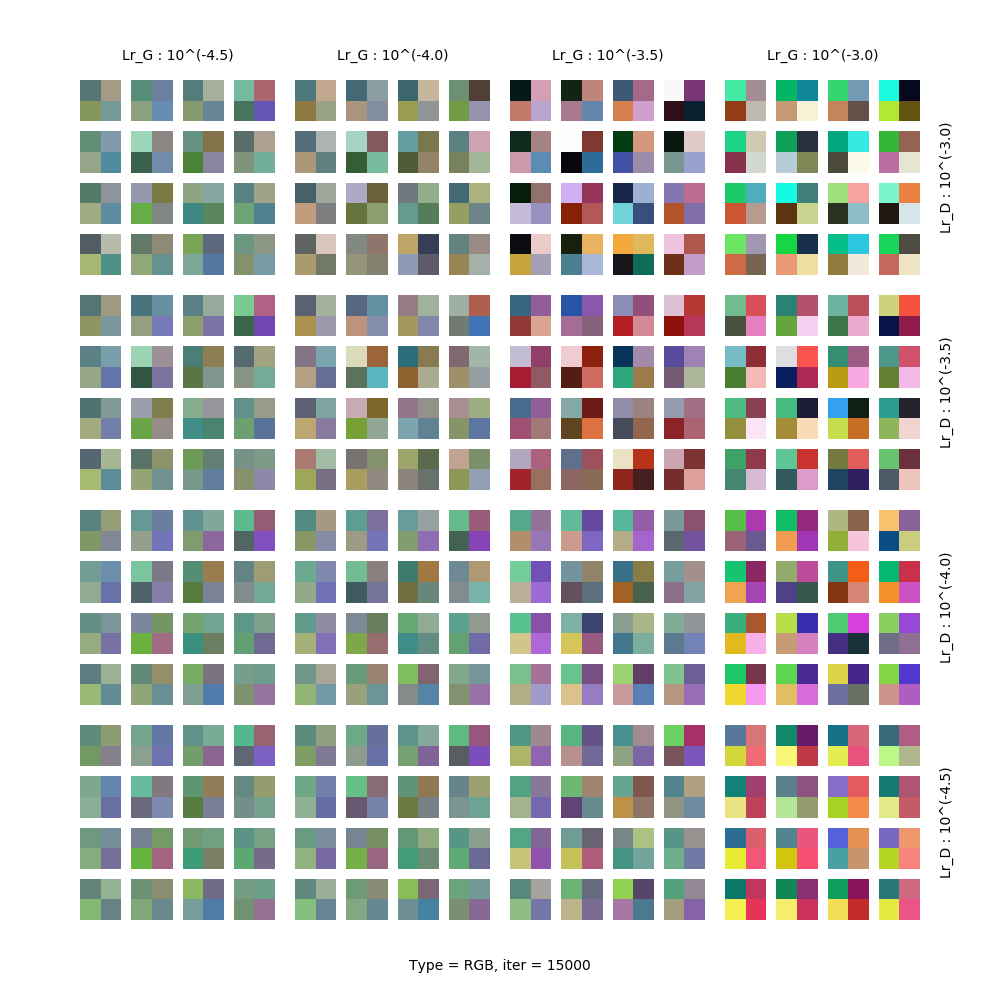 Lr_G : 10^(-4.5)
Lr_G : 10^(-4.0)
Lr_G : 10^(-3.5)
Lr_G : 10^(-3.0)
Lr_D : 10^(-3.0)
Lr_D : 10^(-3.5)
Lr_D : 10^(-4.0)
Lr_D : 10^(-4.5)
Type = RGB, iter = 15000